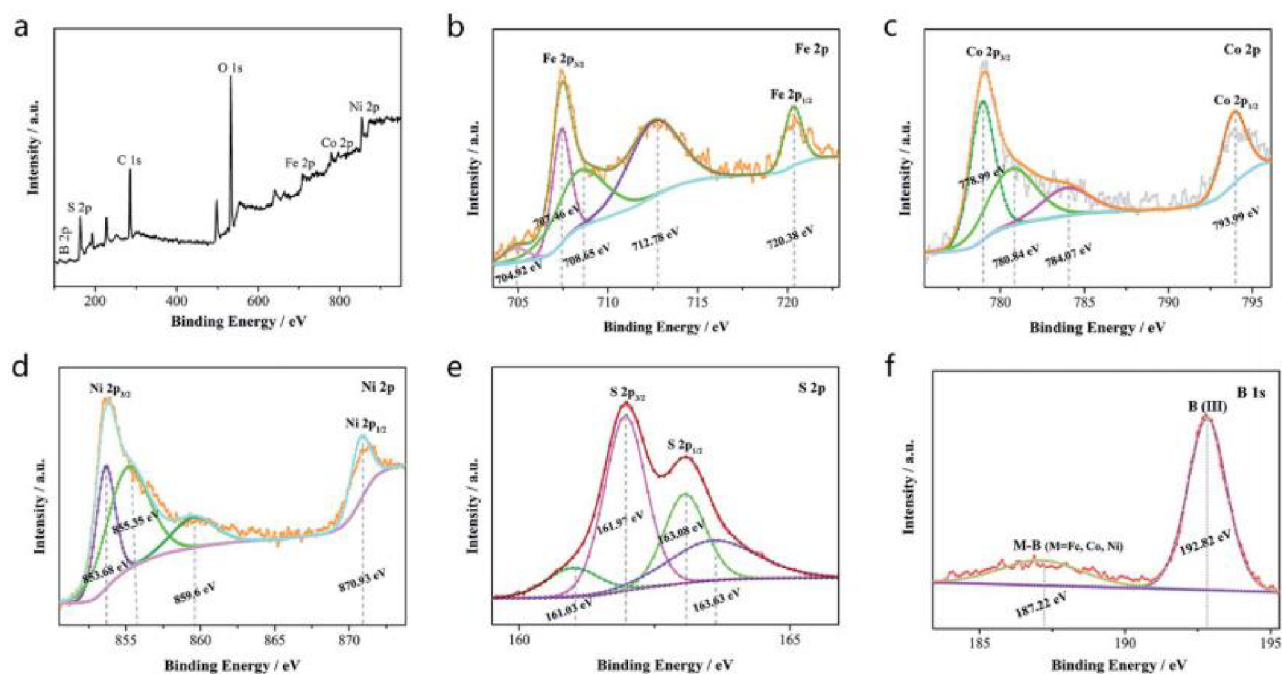 a
Intensity / a.u.
B 2p
S 2p
C 1s
O 1s
Fe 2p
Co 2p
Ni 2p
200 400 600 800
Binding Energy / eV
b
Fe 2p
Intensity / a.u.
Fe 2p3/2
Fe 2p1/2
704.92 eV
707.46 eV
708.65 eV
712.78 eV
720.38 eV
705 710 715 720
Binding Energy / eV
c
Co 2p
Intensity / a.u.
Co 2p3/2
Co 2p1/2
778.99 eV
780.84 eV
784.07 eV
793.99 eV
780 785 790 795
Binding Energy / eV
d
Ni 2p
Intensity / a.u.
Ni 2p3/2
Ni 2p1/2
853.68 eV
855.35 eV
859.6 eV
870.93 eV
855 860 865 870
Binding Energy / eV
e
S 2p
Intensity / a.u.
S 2p3/2
S 2p1/2
161.03 eV
161.97 eV
163.08 eV
163.63 eV
160 165
Binding Energy / eV
f
B 1s
Intensity / a.u.
B (III)
M-B (M=Fe, Co, Ni)
187.22 eV
192.82 eV
185 190 195
Binding Energy / eV